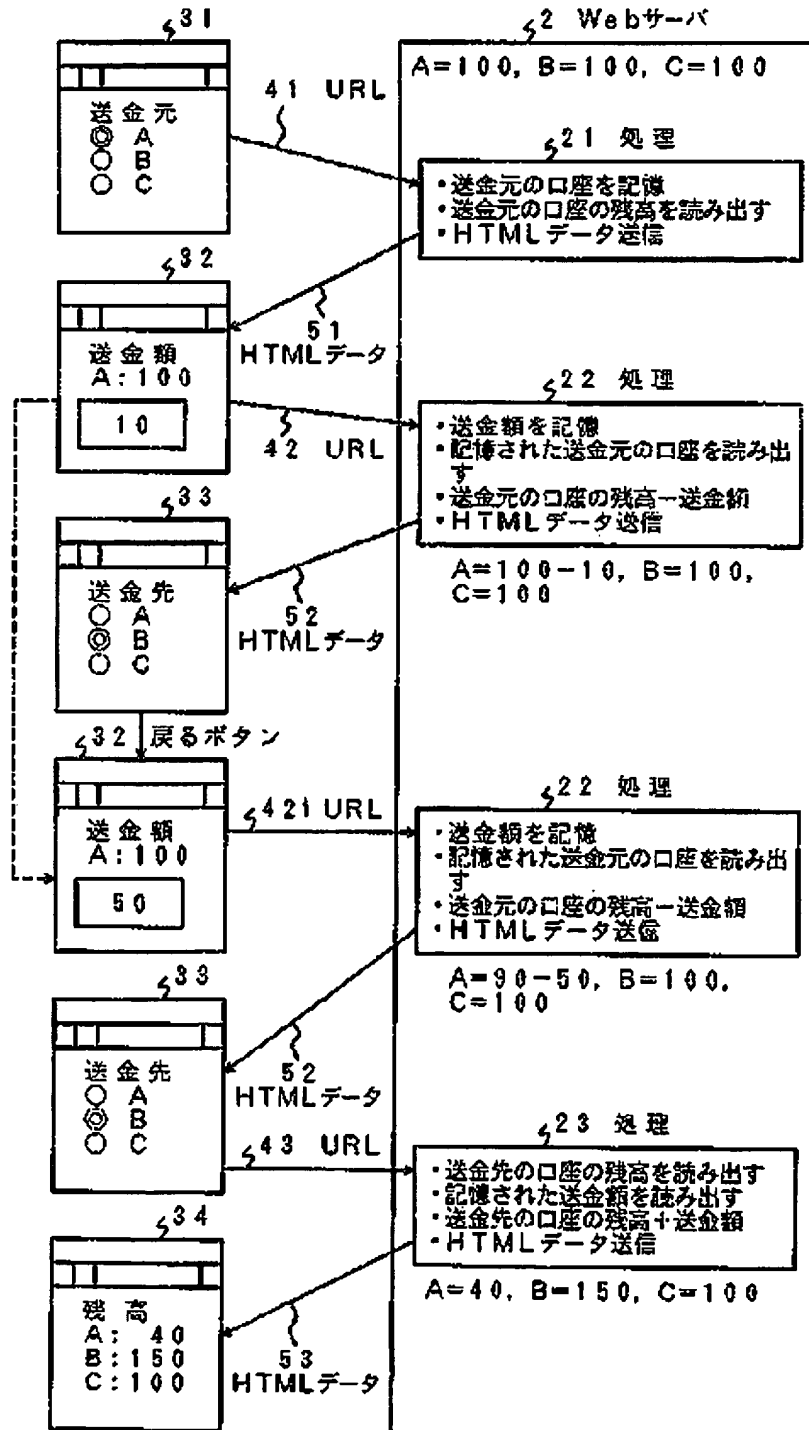 31
2 Webサーバ
A=100, B=100, C=100
送金元
◎ A
○ B
○ C
41 URL
21 処理
・送金元の口座を記憶
・送金元の口座の残高を読み出す
・HTMLデータ送信
32
51
HTMLデータ
送金額
A:100
10
42 URL
22 処理
・送金額を記憶
・記憶された送金元の口座を読み出
す
・送金元の口座の残高−送金額
・HTMLデータ送信
A=100-10, B=100,
C=100
33
送金先
○ A
◎ B
○ C
52
HTMLデータ
戻るボタン
32
送金額
A:100
50
421 URL
22 処理
・送金額を記憶
・記憶された送金元の口座を読み出
す
・送金元の口座の残高−送金額
・HTMLデータ送信
A=90-50, B=100,
C=100
33
送金先
○ A
◎ B
○ C
52
HTMLデータ
43 URL
23 処理
・送金先の口座の残高を読み出す
・記憶された送金額を読み出す
・送金先の口座の残高+送金額
・HTMLデータ送信
A=40, B=150, C=100
34
残高
A: 40
B:150
C:100
53
HTMLデータ